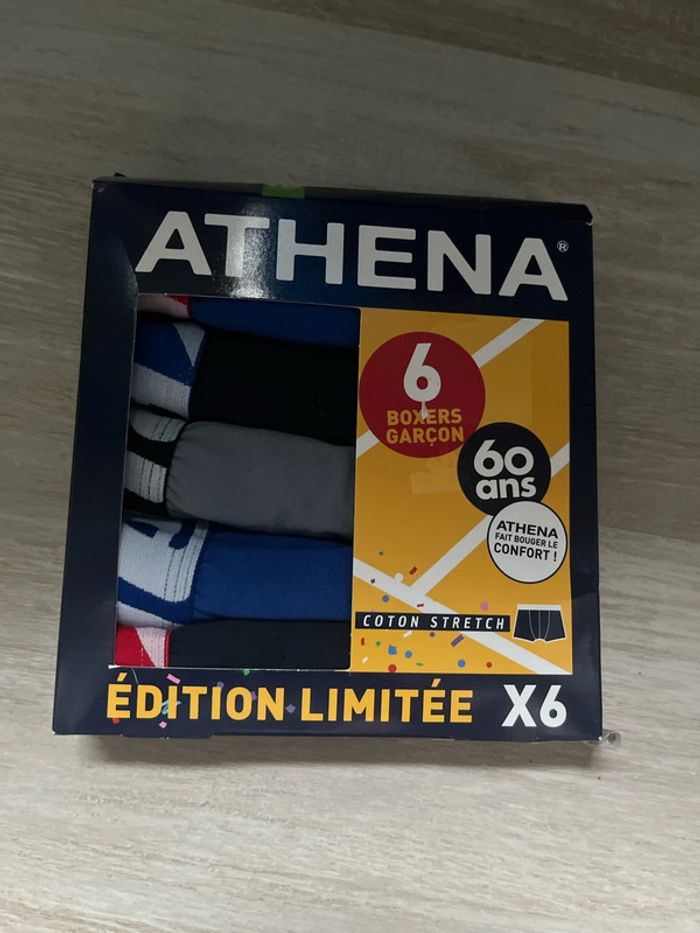 ATHENA®
6
BOXERS
GARÇON
60
ans
ATHENA
FAIT BOUGER LE
CONFORT !
COTON STRETCH
ÉDITION LIMITÉE X6